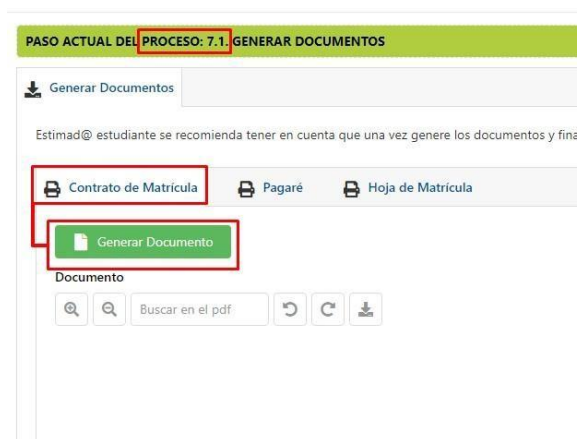 PASO ACTUAL DEL PROCESO: 7.1. GENERAR DOCUMENTOS
Generar Documentos
Estimad@ estudiante se recomienda tener en cuenta que una vez genere los documentos y fina
Contrato de Matrícula Pagaré Hoja de Matrícula
Generar Documento
Documento
Buscar en el pdf